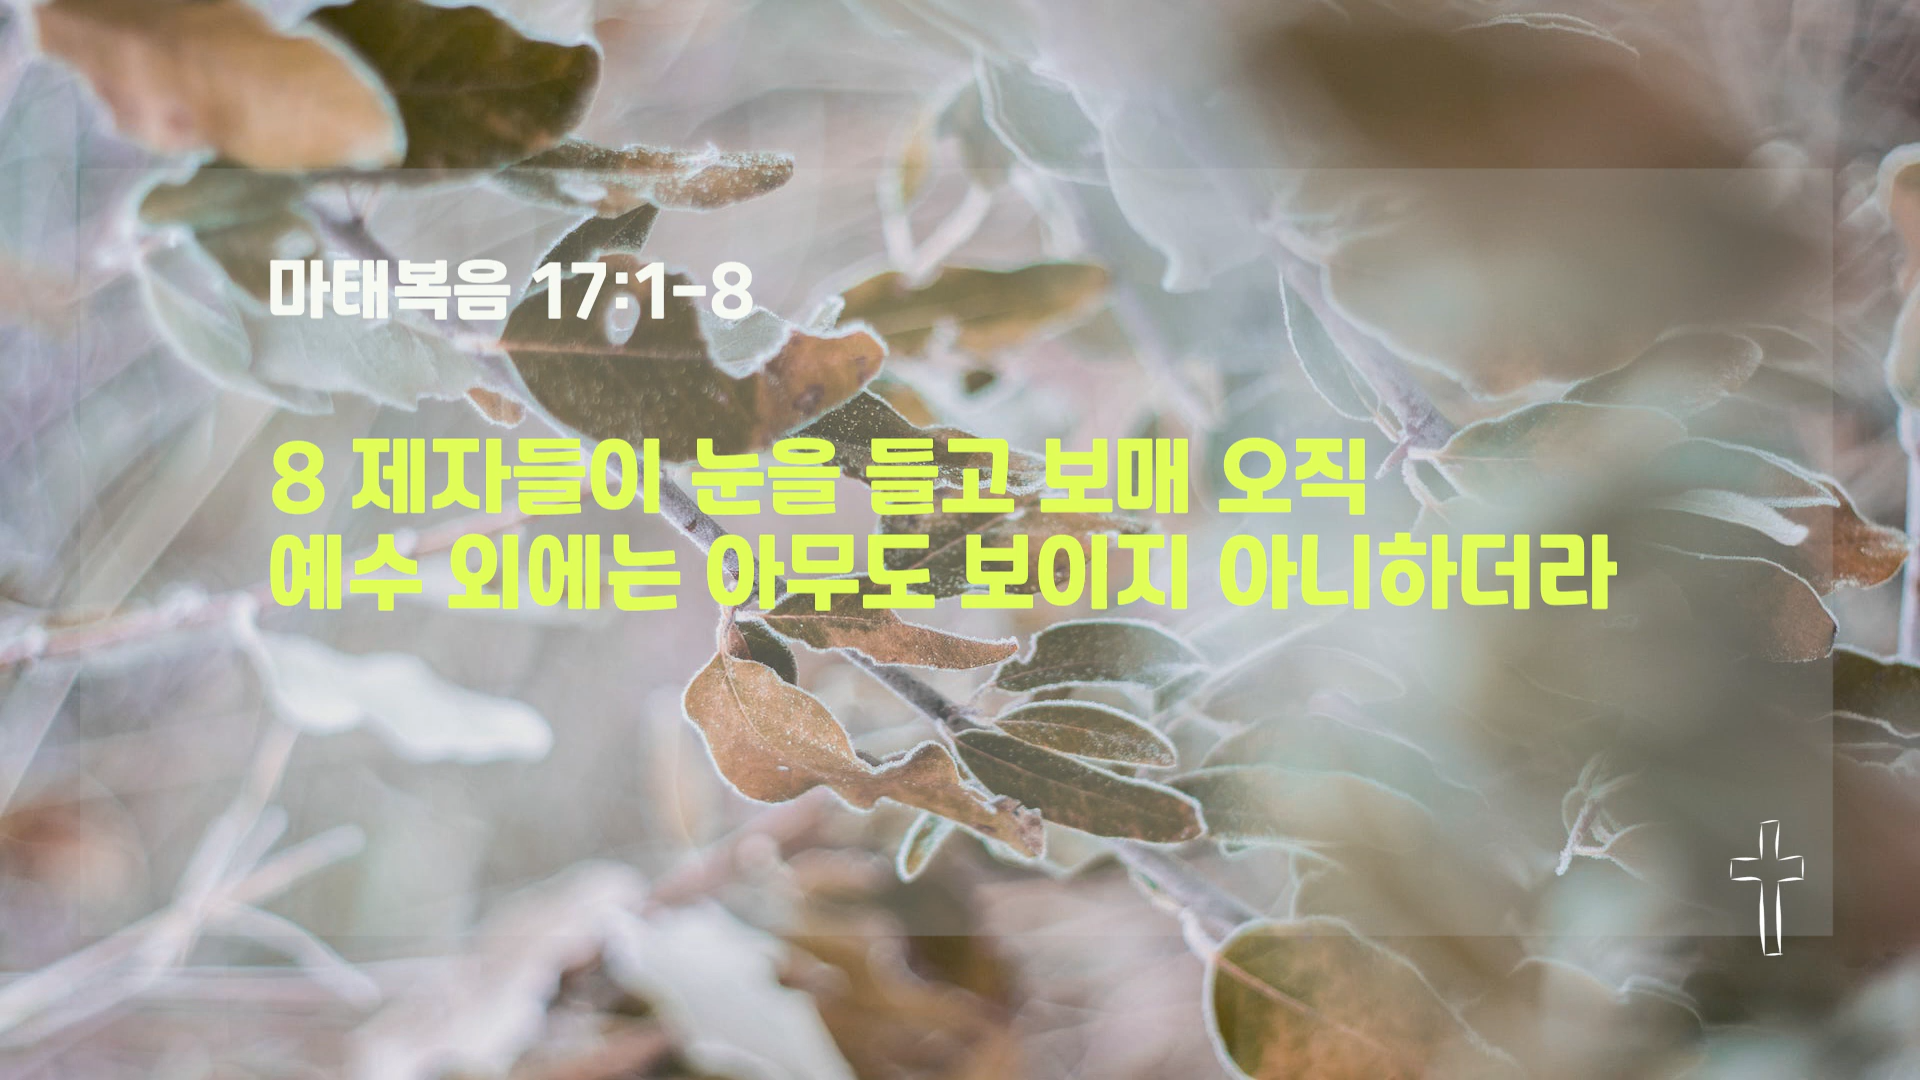 마태복음 17:1-8
8 제자들이 눈을 들고 보매 오직
예수 외에는 아무도 보이지 아니하더라